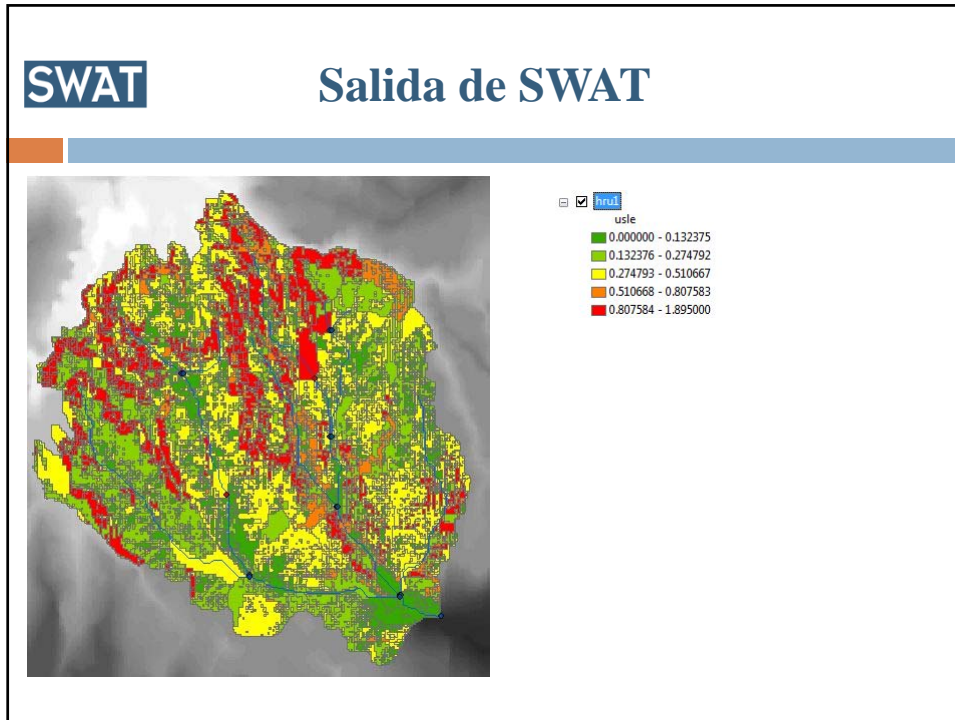 SWAT
Salida de SWAT
hru1
usle
0.000000 - 0.132375
0.132376 - 0.274792
0.274793 - 0.510667
0.510668 - 0.807583
0.807584 - 1.895000